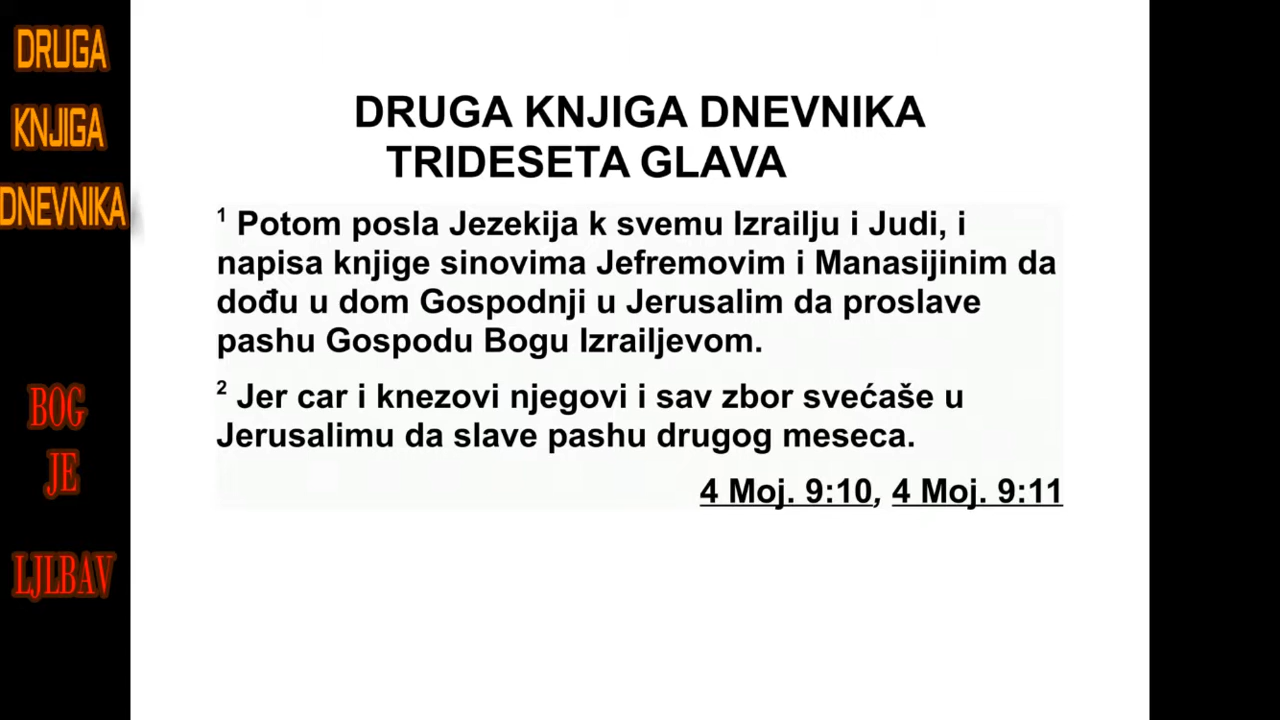 DRUGA
KNJIGA
DNEVNIKA
BOG
JE
LJLBAV
DRUGA KNJIGA DNEVNIKA
TRIDESETA GLAVA
1 Potom posla Jezekija k svemu Izrailju i Judi, i
napisa knjige sinovima Jefremovim i Manasijinim da
dođu u dom Gospodnji u Jerusalim da proslave
pashu Gospodu Bogu Izrailjevom.
2 Jer car i knezovi njegovi i sav zbor svećaše u
Jerusalimu da slave pashu drugog meseca.
4 Moj. 9:10, 4 Moj. 9:11